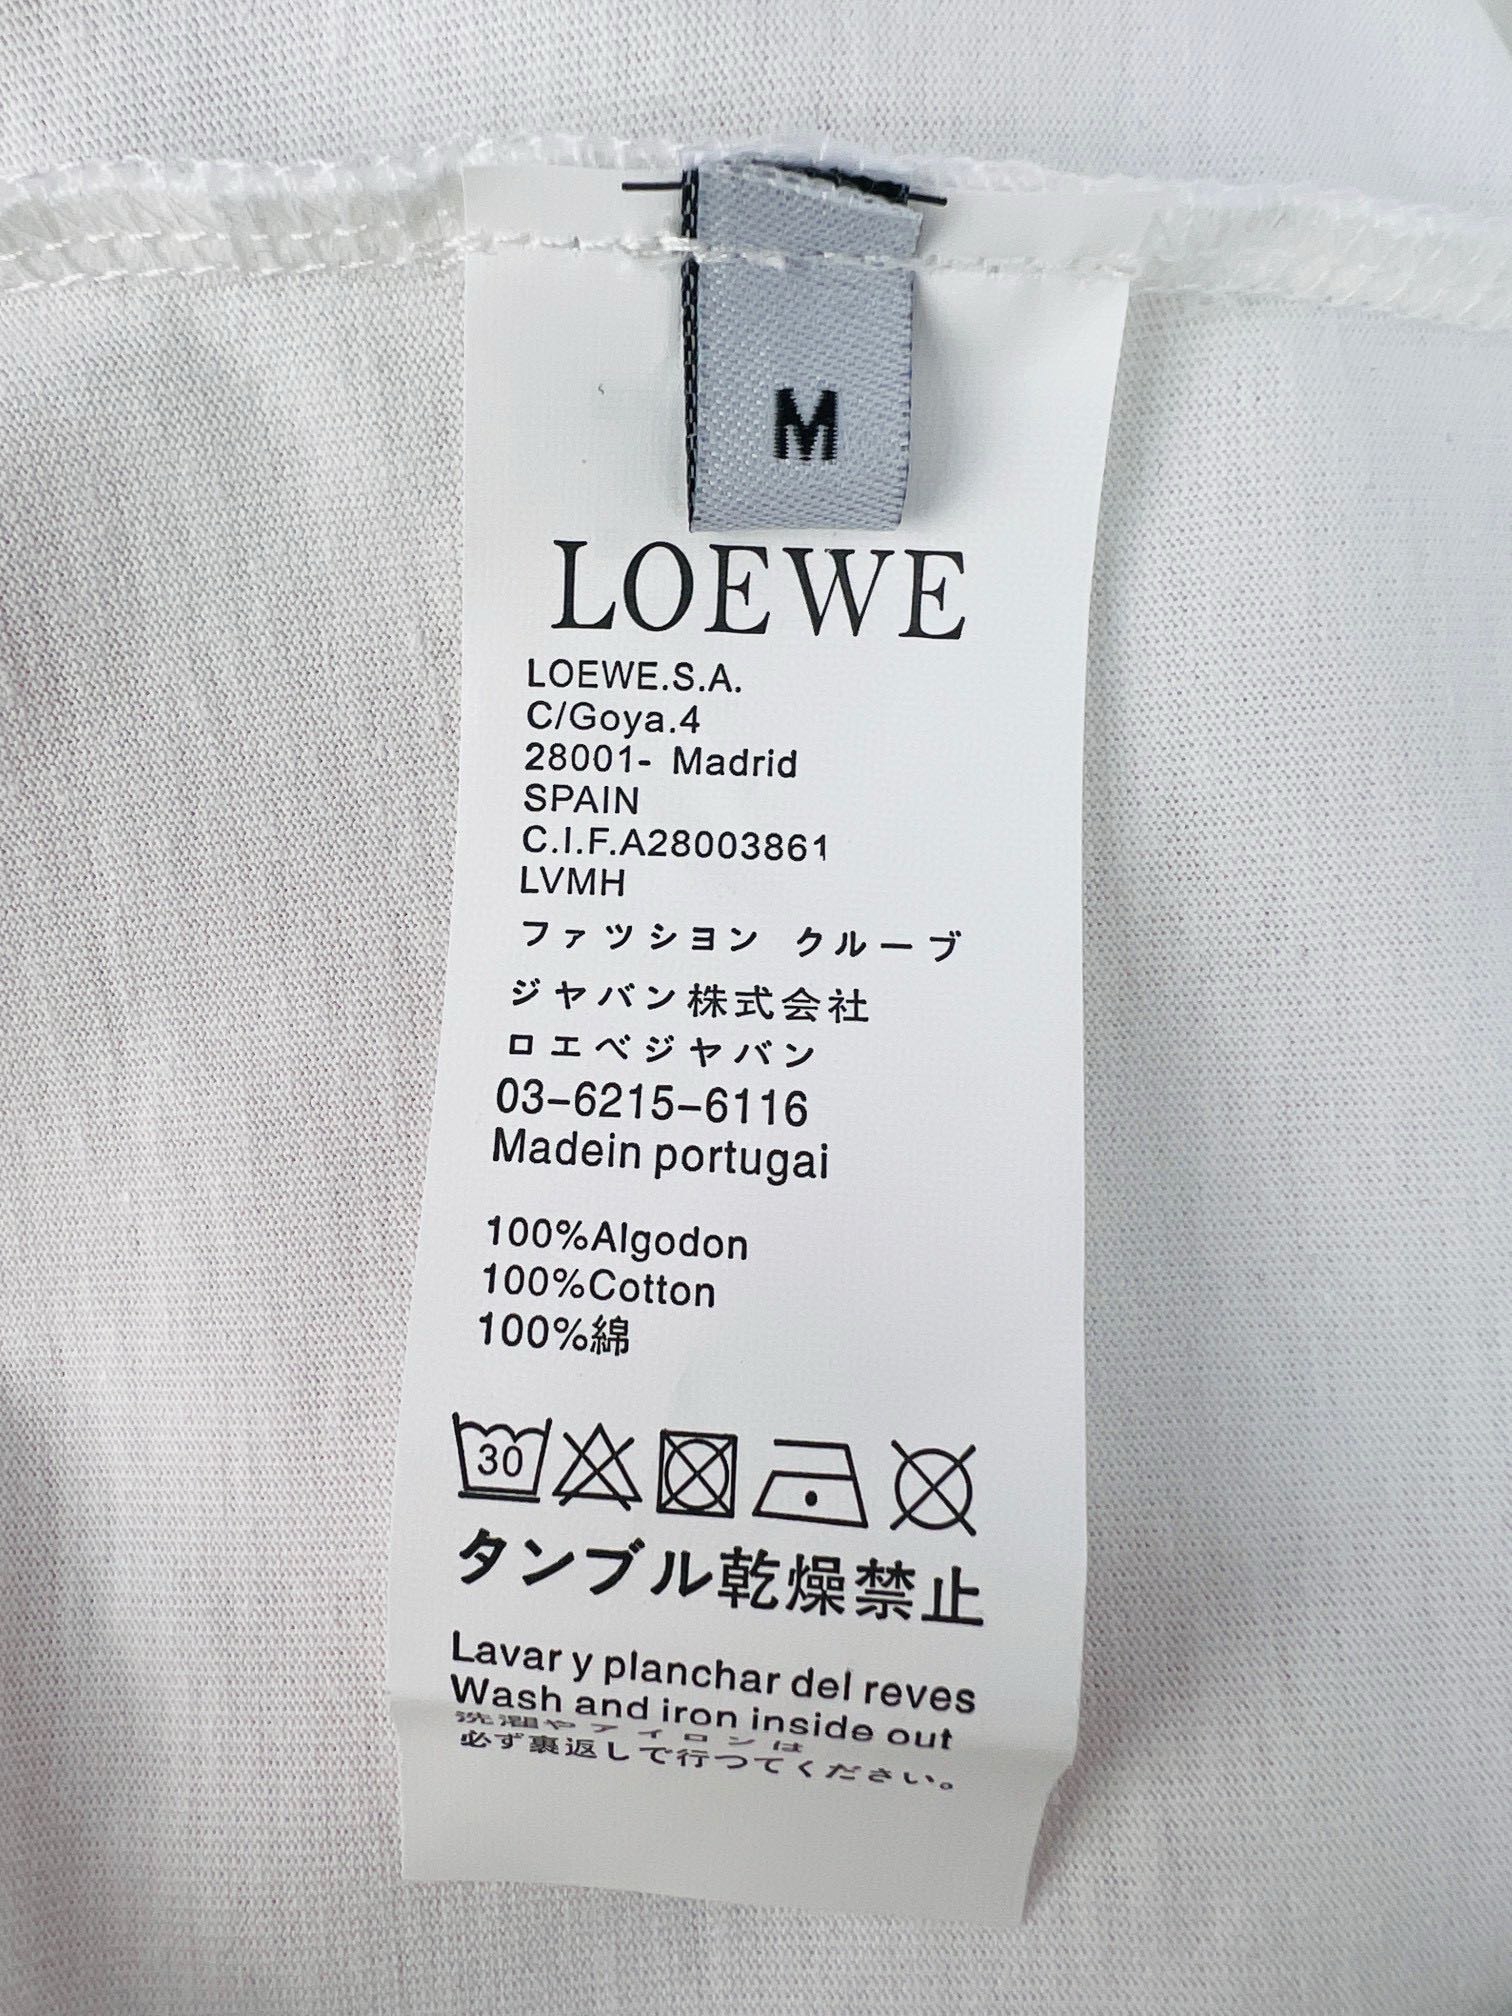 M
LOEWE
LOEWE.S.A.
C/Goya.4
28001- Madrid
SPAIN
C.I.F.A28003861
LVMH
ファツシヨン クルーブ
ジヤバン株式会社
ロエベジヤバン
03-6215-6116
Madein portugai
100%Algodon
100%Cotton
100%綿
30
タンブル乾燥禁止
Lavar y planchar del reves
Wash and iron inside out
洗濯やアイロンは
必ず裏返しで行つてください。